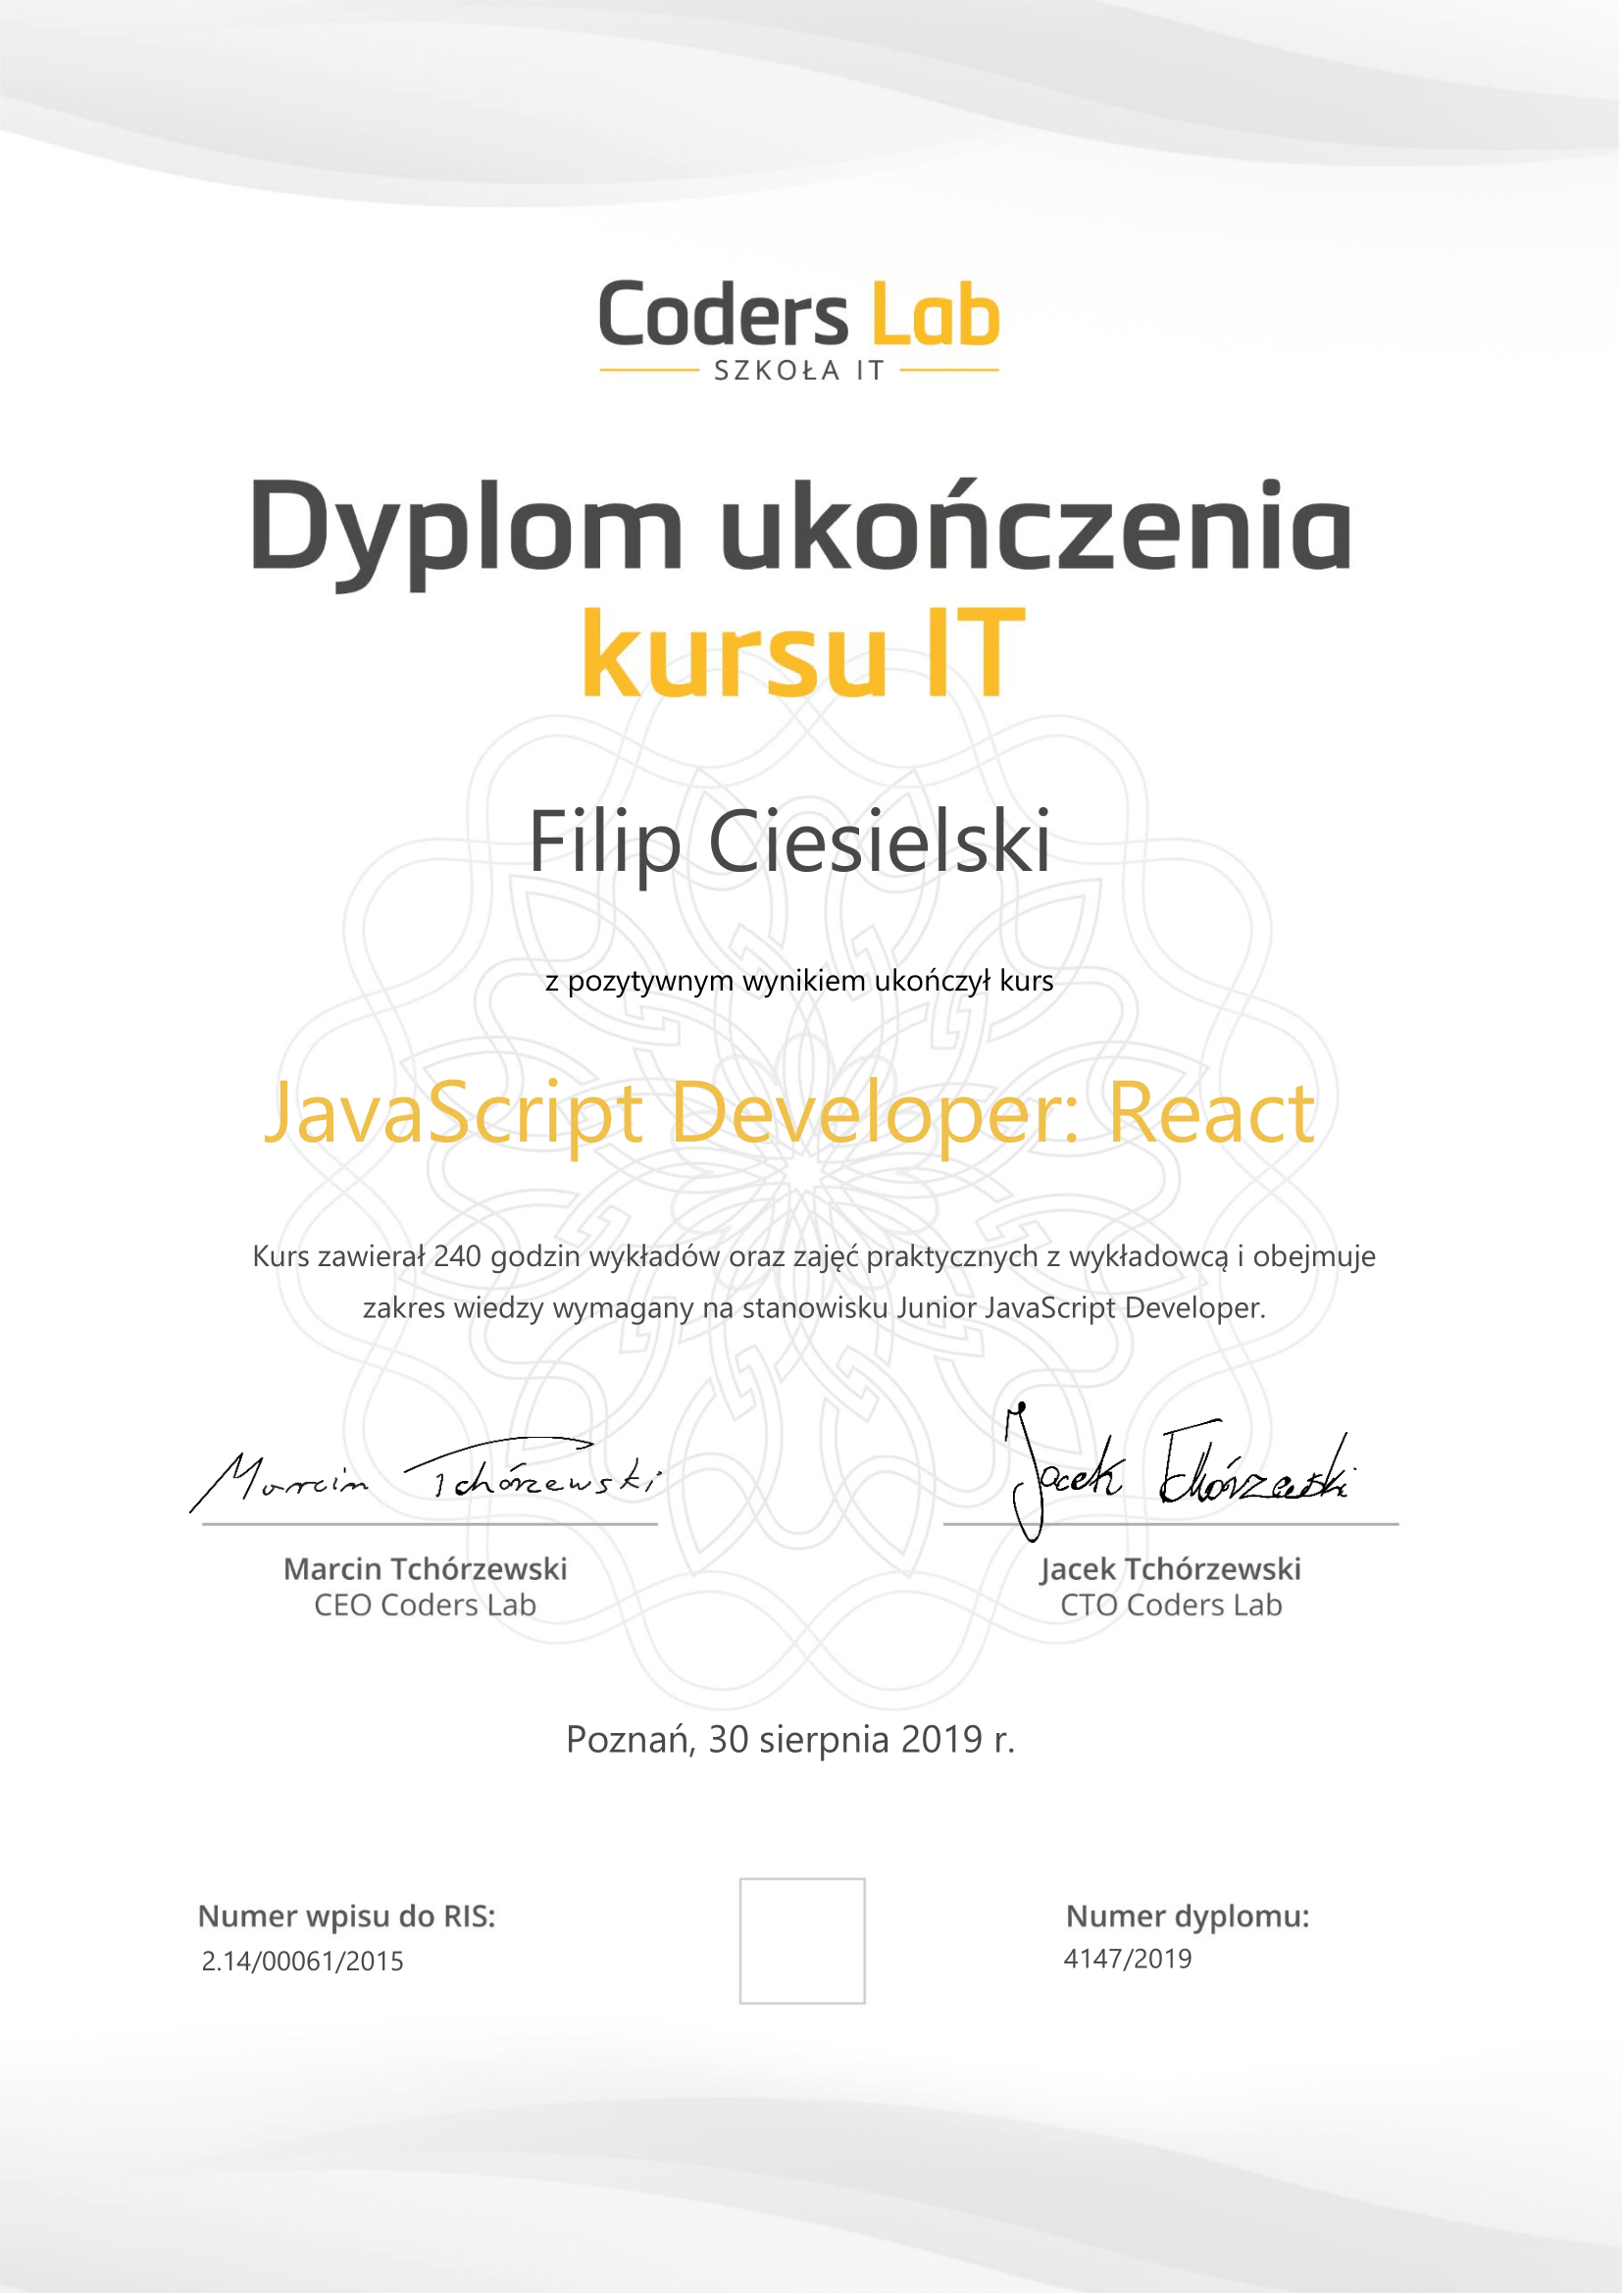 Coders Lab
SZKOŁA IT
Dyplom ukończenia
kursu IT
Filip Ciesielski
z pozytywnym wynikiem ukończył kurs
JavaScript Developer: React
Kurs zawierał 240 godzin wykładów oraz zajęć praktycznych z wykładowcą i obejmuje
zakres wiedzy wymagany na stanowisku Junior JavaScript Developer.
Marcin Tchórzewski
Jacek Tchórzewski
Marcin Tchórzewski
CEO Coders Lab
Jacek Tchórzewski
CTO Coders Lab
Poznań, 30 sierpnia 2019 r.
Numer wpisu do RIS:
2.14/00061/2015
Numer dyplomu:
4147/2019